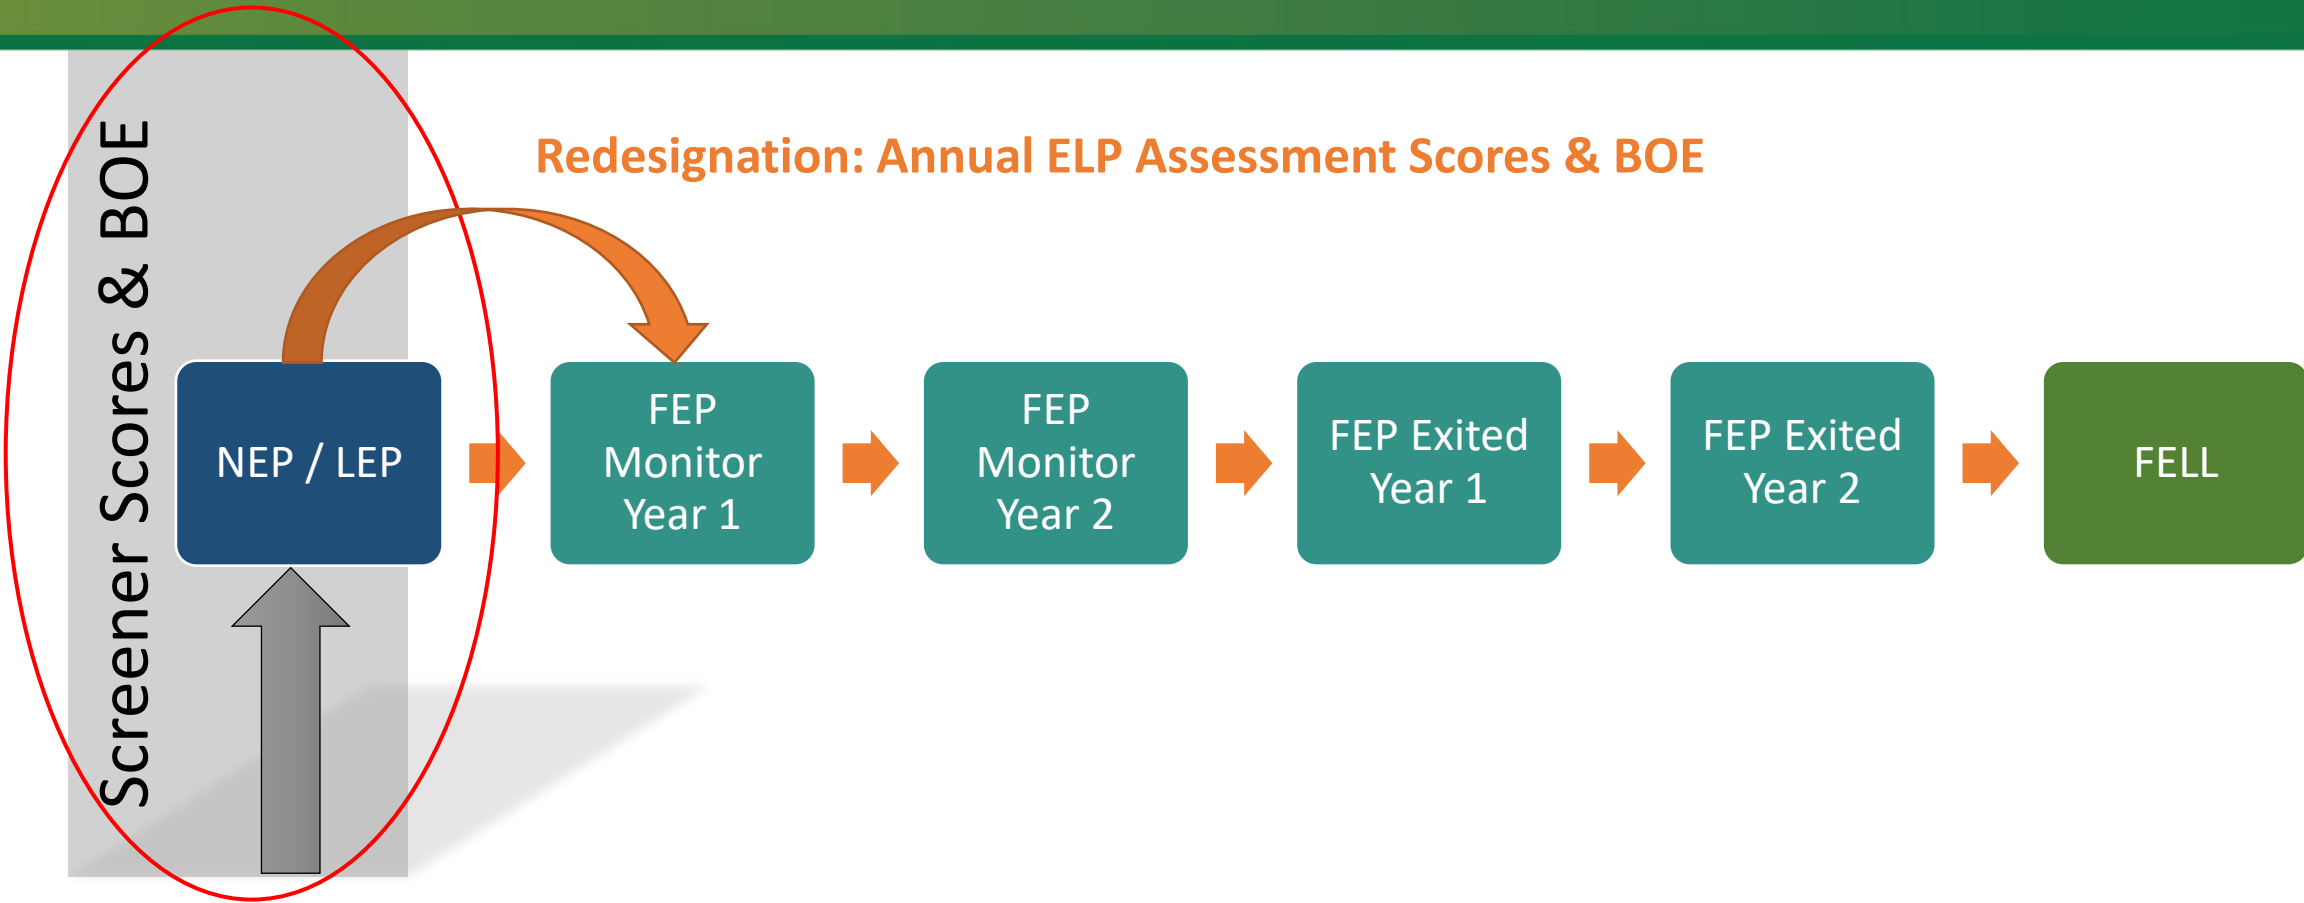 Screener Scores & BOE
Redesignation: Annual ELP Assessment Scores & BOE
NEP / LEP
FEP
Monitor
Year 1
FEP
Monitor
Year 2
FEP Exited
Year 1
FEP Exited
Year 2
FELL